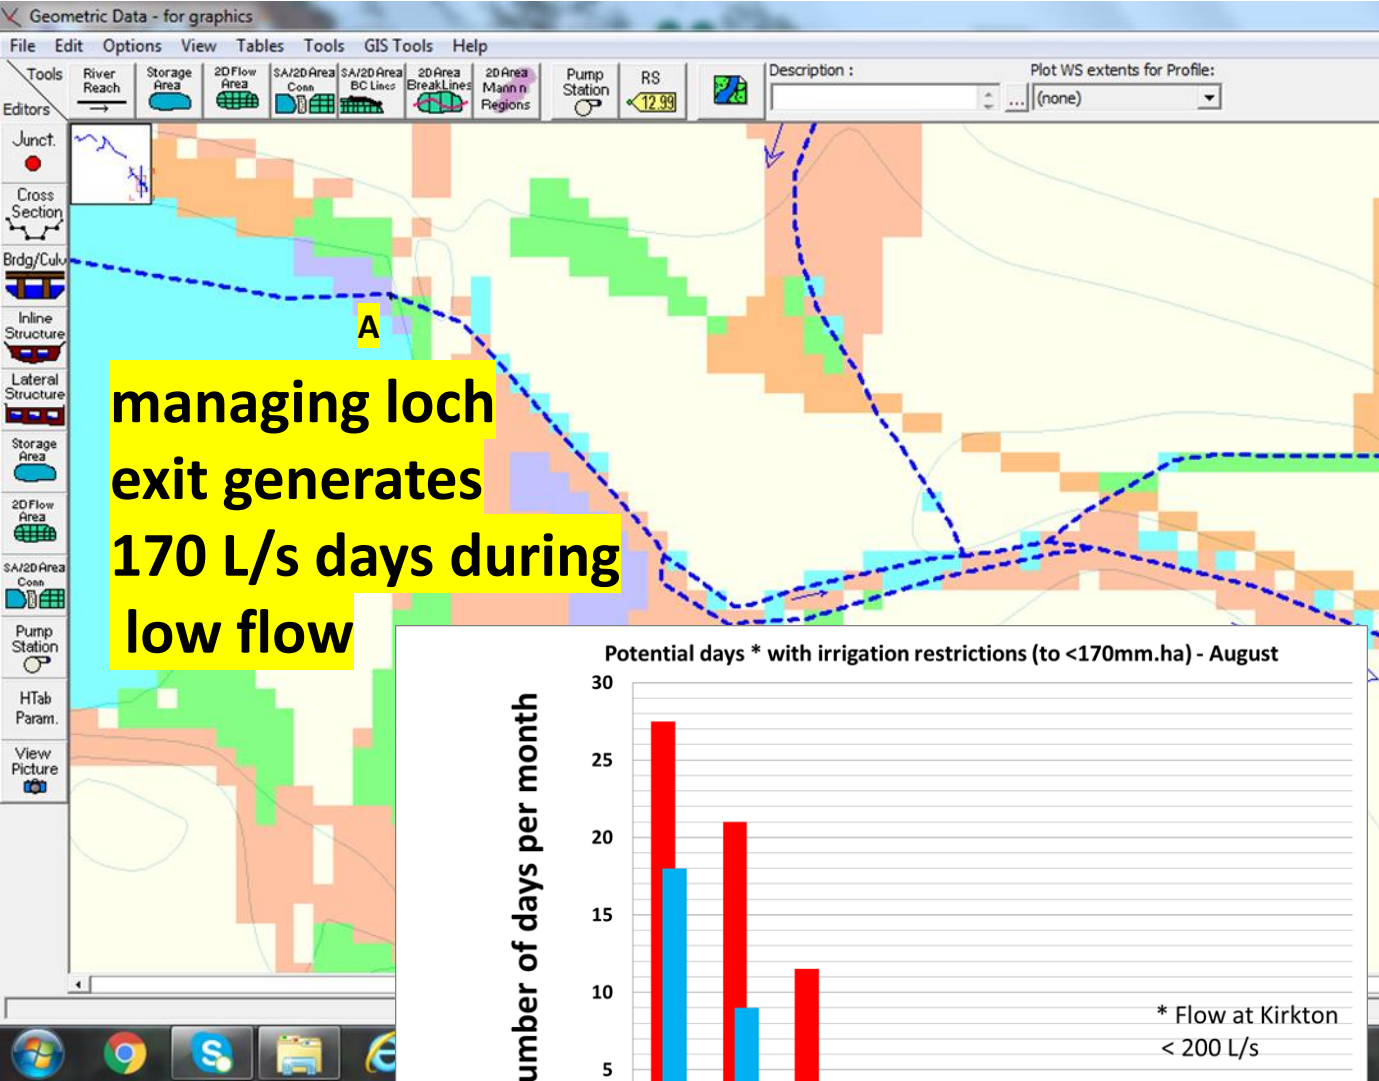 Geometric Data - for graphics
File Edit Options View Tables Tools GIS Tools Help
Tools
Editors
River
Reach
Storage
Area
2D Flow
Area
SA/2D Area
Conn
SA/2D Area
BC Lines
2D Area
BreakLines
2D Area
Mann n
Regions
Pump
Station
RS
12.99
Description :
...
Plot WS extents for Profile:
(none)
Junct.
Cross
Section
Brdg/Culv
Inline
Structure
Lateral
Structure
Storage
Area
2D Flow
Area
SA/2D Area
Conn
Pump
Station
HTab
Param.
View
Picture
A
managing loch
exit generates
170 L/s days during
low flow
Potential days * with irrigation restrictions (to <170mm.ha) - August
umber of days per month
30
25
20
15
10
5
* Flow at Kirkton
< 200 L/s